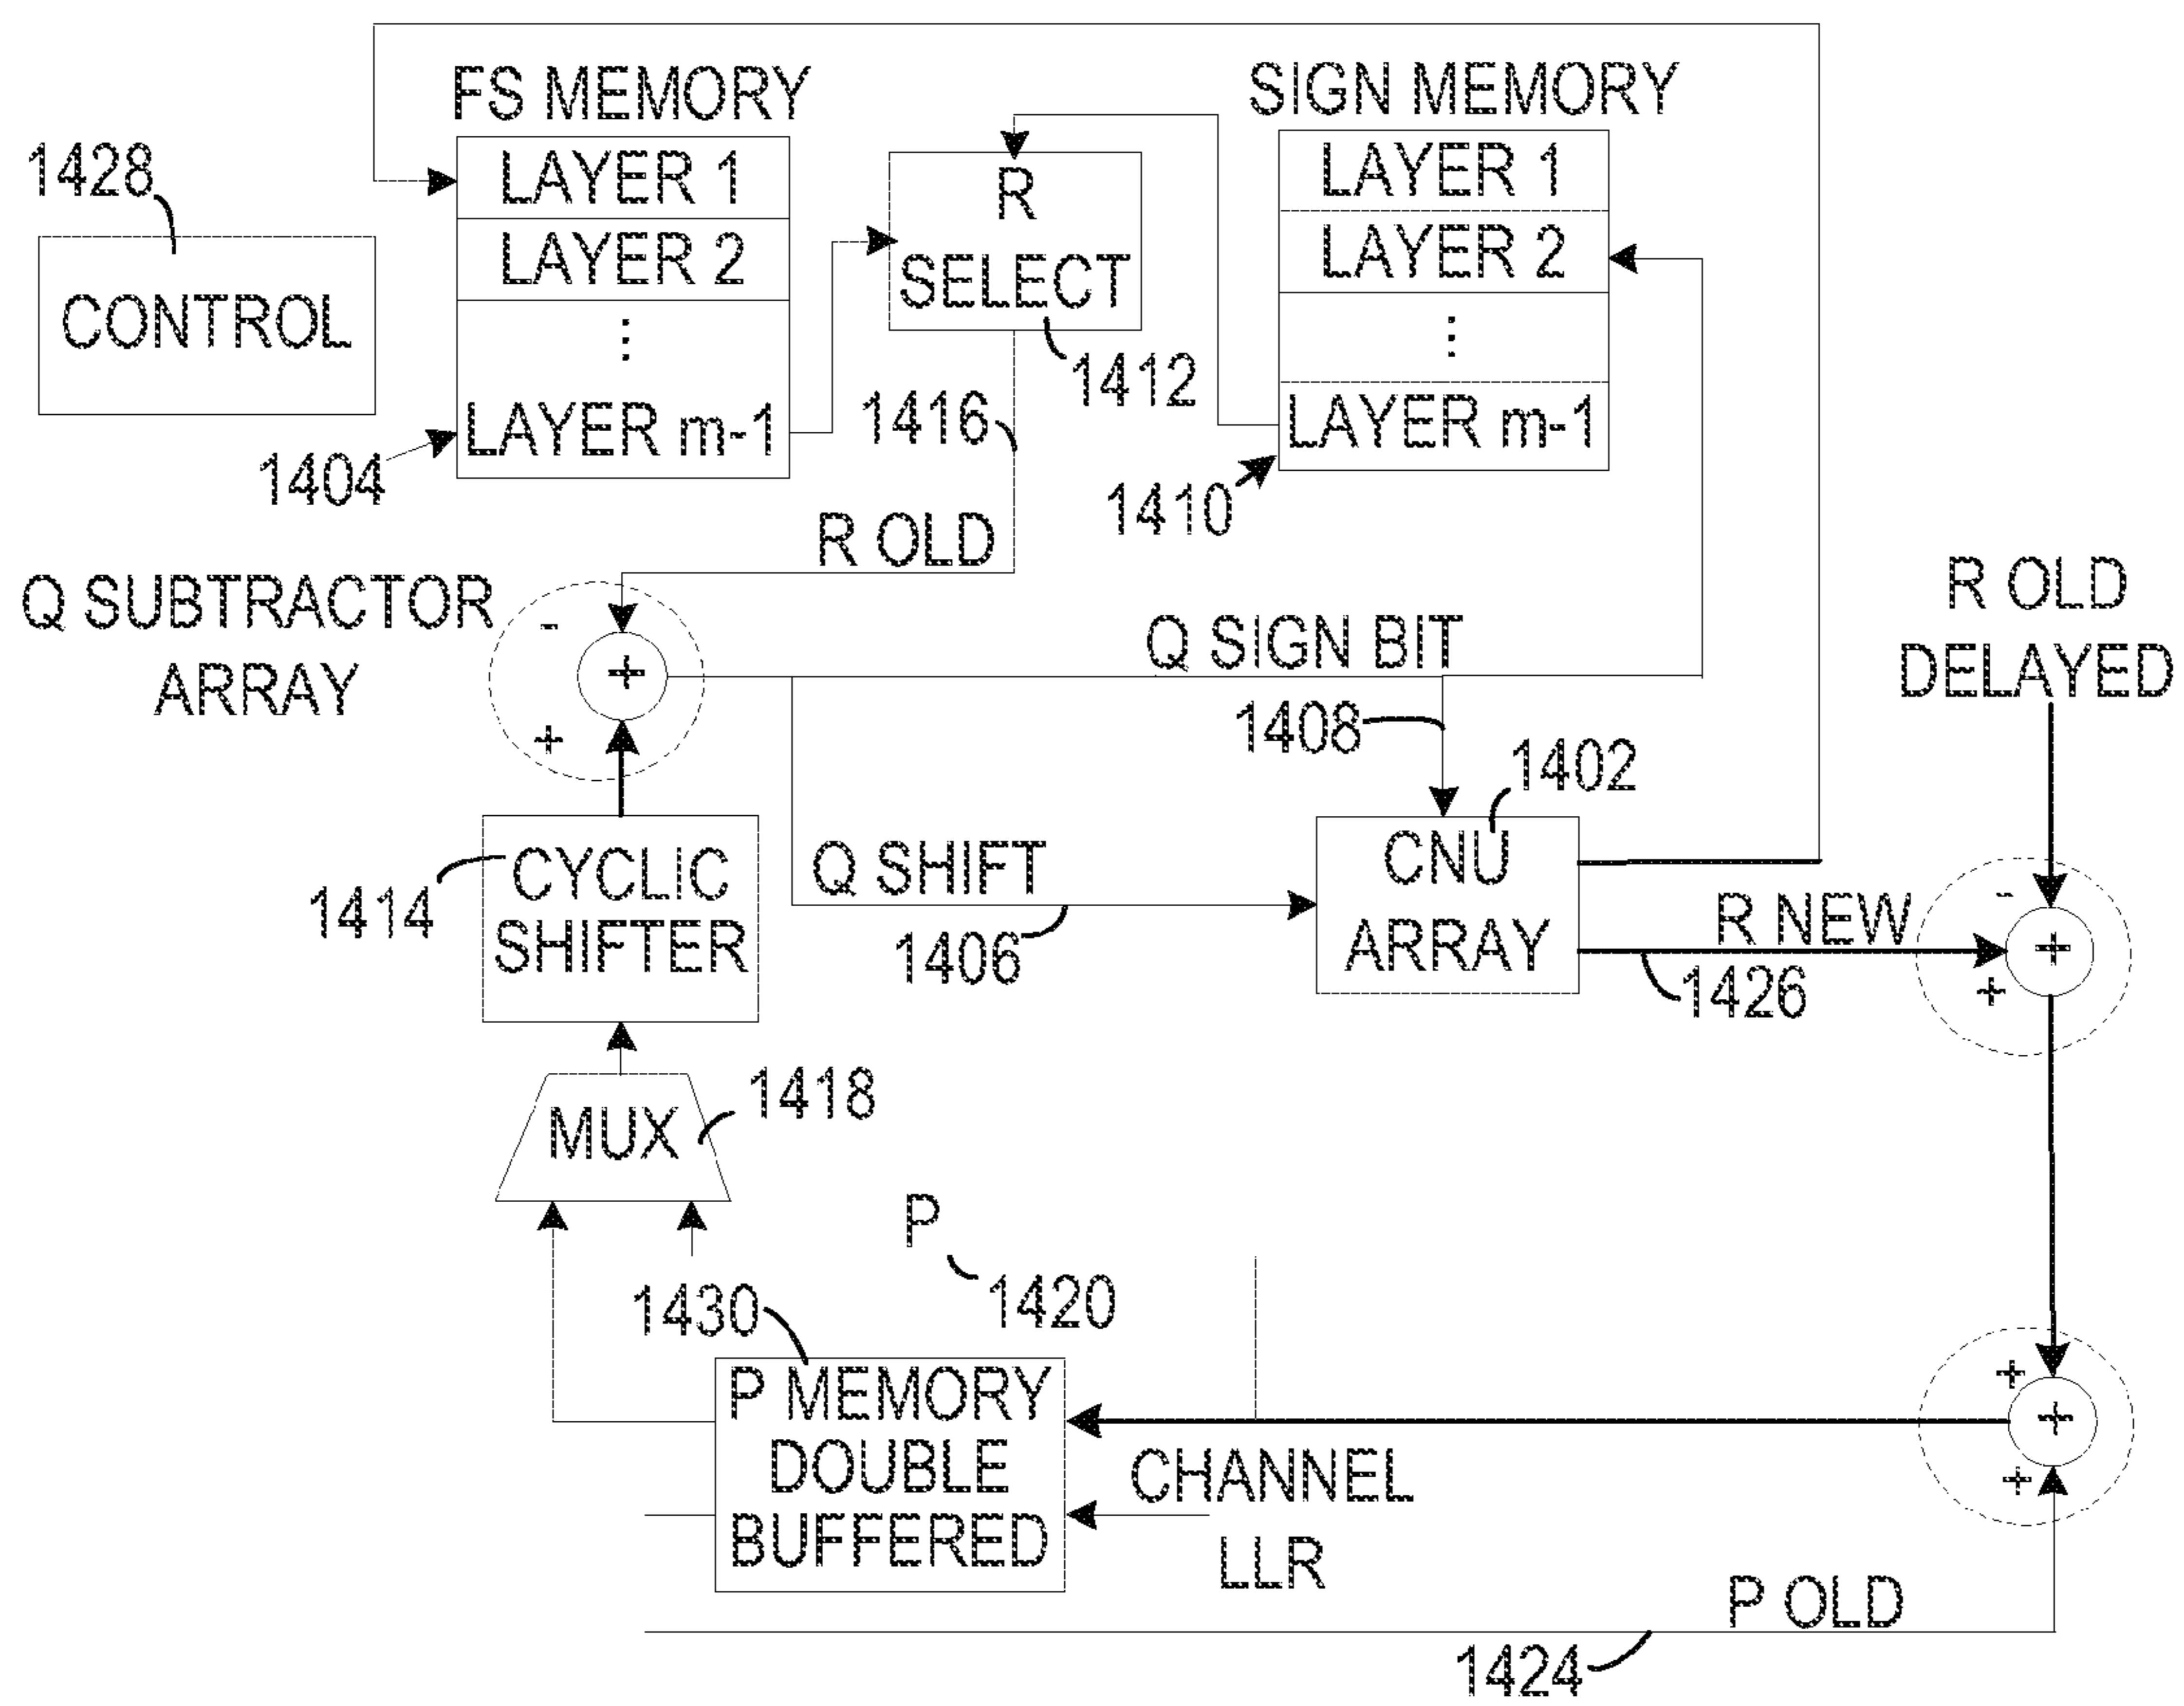 FS MEMORY
SIGN MEMORY
1428
LAYER 1
LAYER 2
⋮
LAYER m-1
R
SELECT
LAYER 1
LAYER 2
⋮
LAYER m-1
CONTROL
1412
1416
1404
1410
R OLD
Q SUBTRACTOR
ARRAY
-
+
+
Q SIGN BIT
R OLD
DELAYED
1408
1402
CYCLIC
SHIFTER
1414
Q SHIFT
1406
CNU
ARRAY
R NEW
1426
-
+
+
MUX
1418
P
1420
1430
P MEMORY
DOUBLE
BUFFERED
CHANNEL
LLR
+
+
+
P OLD
1424